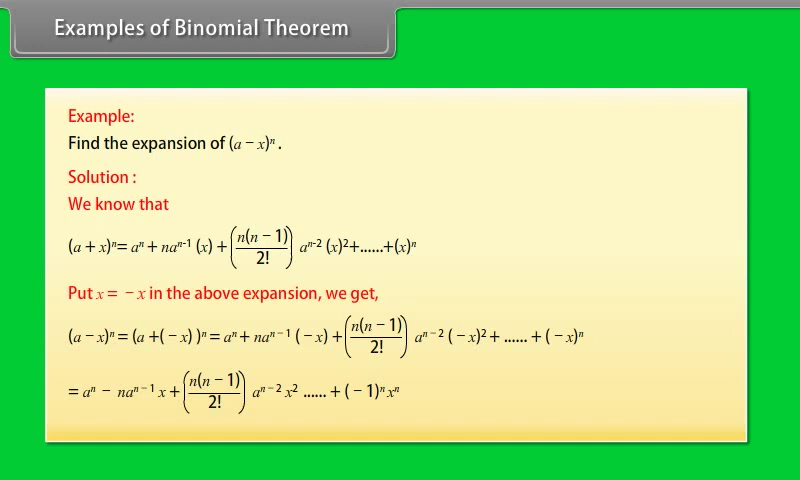 Examples of Binomial Theorem
Example:
Find the expansion of (a − x)ⁿ .
Solution :
We know that
(a + x)ⁿ= aⁿ + naⁿ⁻¹ (x) + (n(n − 1)/2!) aⁿ⁻² (x)²+......+(x)ⁿ
Put x = − x in the above expansion, we get,
(a − x)ⁿ = (a +( − x) )ⁿ = aⁿ + naⁿ ⁻ ¹ ( − x) + (n(n − 1)/2!) aⁿ ⁻ ² ( − x)² + ...... + ( − x)ⁿ
= aⁿ − naⁿ ⁻ ¹ x + (n(n − 1)/2!) aⁿ ⁻ ² x² ...... + ( − 1)ⁿ xⁿ